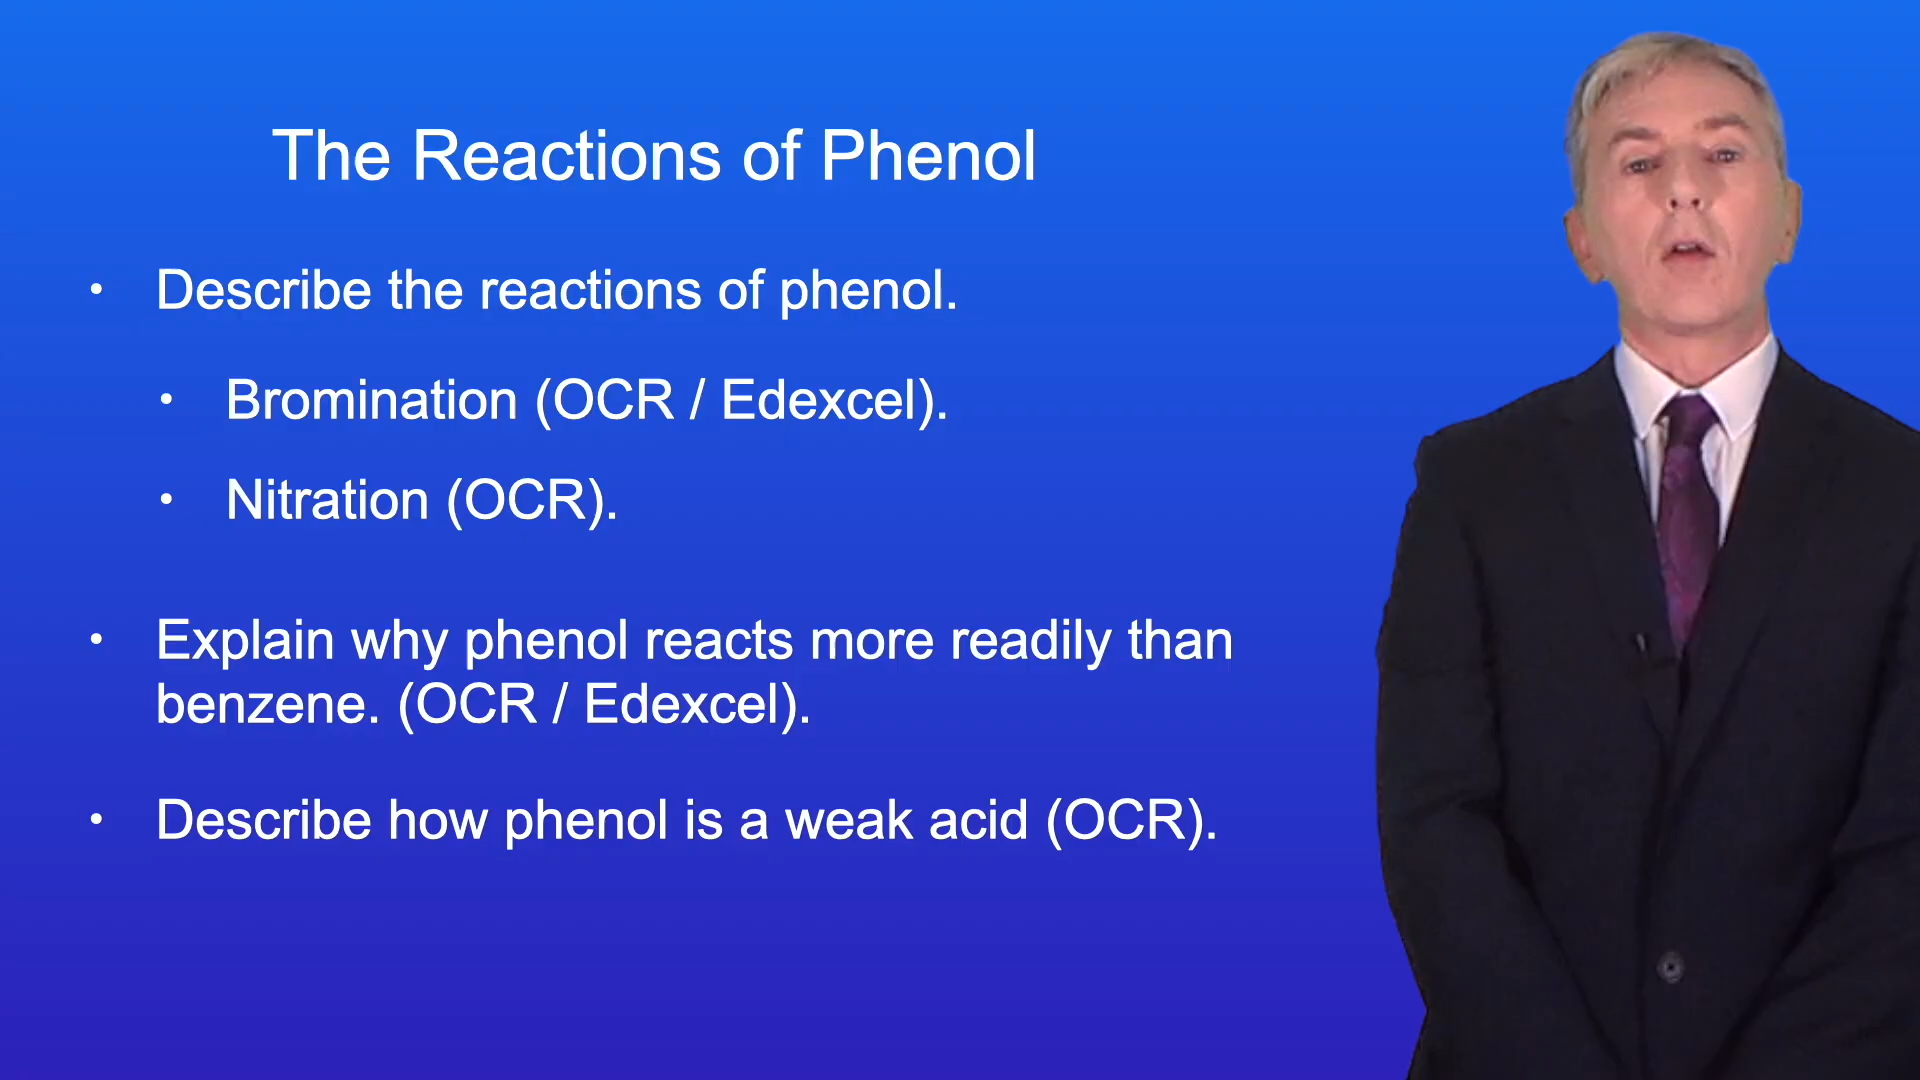 The Reactions of Phenol
• Describe the reactions of phenol.
• Bromination (OCR / Edexcel).
• Nitration (OCR).
• Explain why phenol reacts more readily than
benzene. (OCR / Edexcel).
• Describe how phenol is a weak acid (OCR).